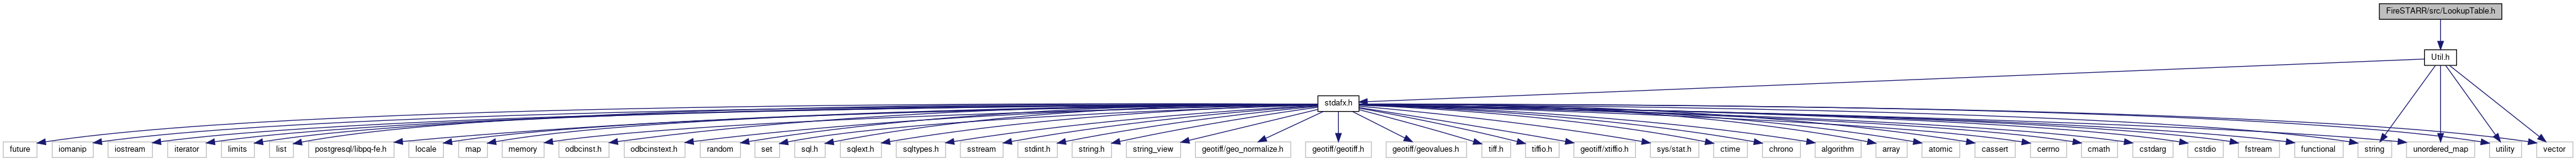 FireSTARR/src/LookupTable.h
Util.h
stdafx.h
future
iomanip
iostream
iterator
limits
list
postgresql/libpq-fe.h
locale
map
memory
odbcinst.h
odbcinstext.h
random
set
sql.h
sqlext.h
sqltypes.h
sstream
stdint.h
string.h
string_view
geotiff/geo_normalize.h
geotiff/geotiff.h
geotiff/geovalues.h
tiff.h
tiffio.h
geotiff/xtiffio.h
sys/stat.h
ctime
chrono
algorithm
array
atomic
cassert
cerrno
cmath
cstdarg
cstdio
fstream
functional
string
unordered_map
utility
vector